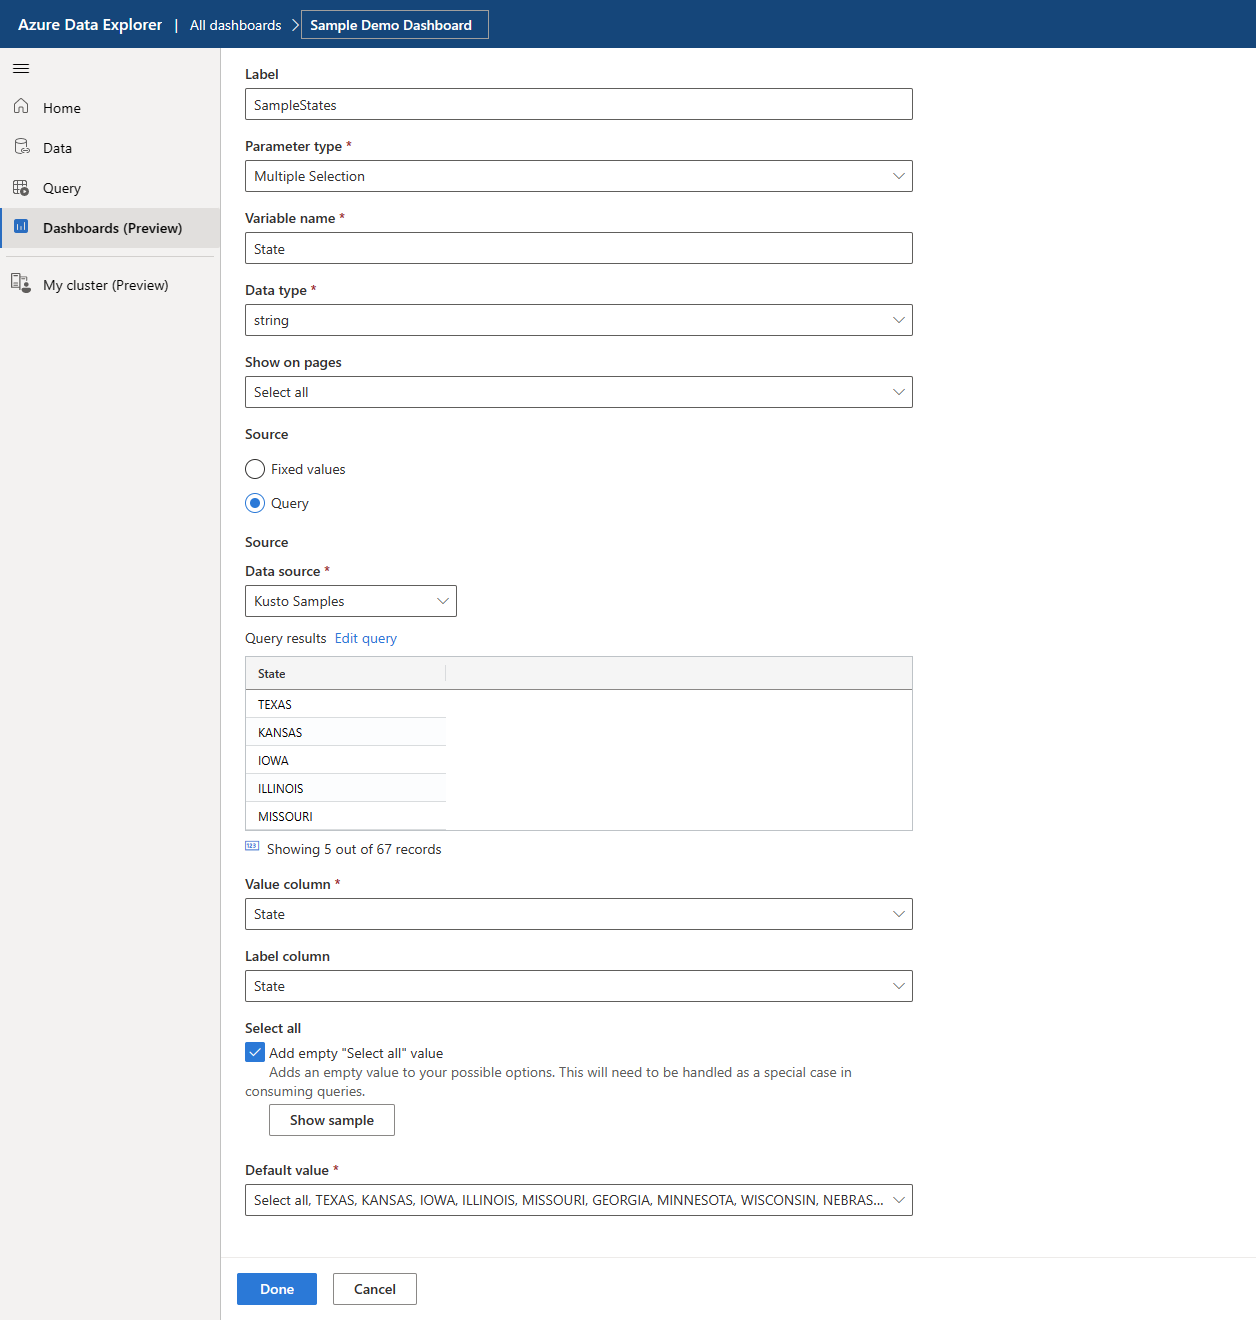 Azure Data Explorer | All dashboards > Sample Demo Dashboard
Home
Data
Query
Dashboards (Preview)
My cluster (Preview)
Label
SampleStates
Parameter type *
Multiple Selection
Variable name *
State
Data type *
string
Show on pages
Select all
Source
Fixed values
Query
Source
Data source *
Kusto Samples
Query results Edit query
State
TEXAS
KANSAS
IOWA
ILLINOIS
MISSOURI
123 Showing 5 out of 67 records
Value column *
State
Label column
State
Select all
Add empty "Select all" value
Adds an empty value to your possible options. This will need to be handled as a special case in
consuming queries.
Show sample
Default value *
Select all, TEXAS, KANSAS, IOWA, ILLINOIS, MISSOURI, GEORGIA, MINNESOTA, WISCONSIN, NEBRAS...
Done Cancel